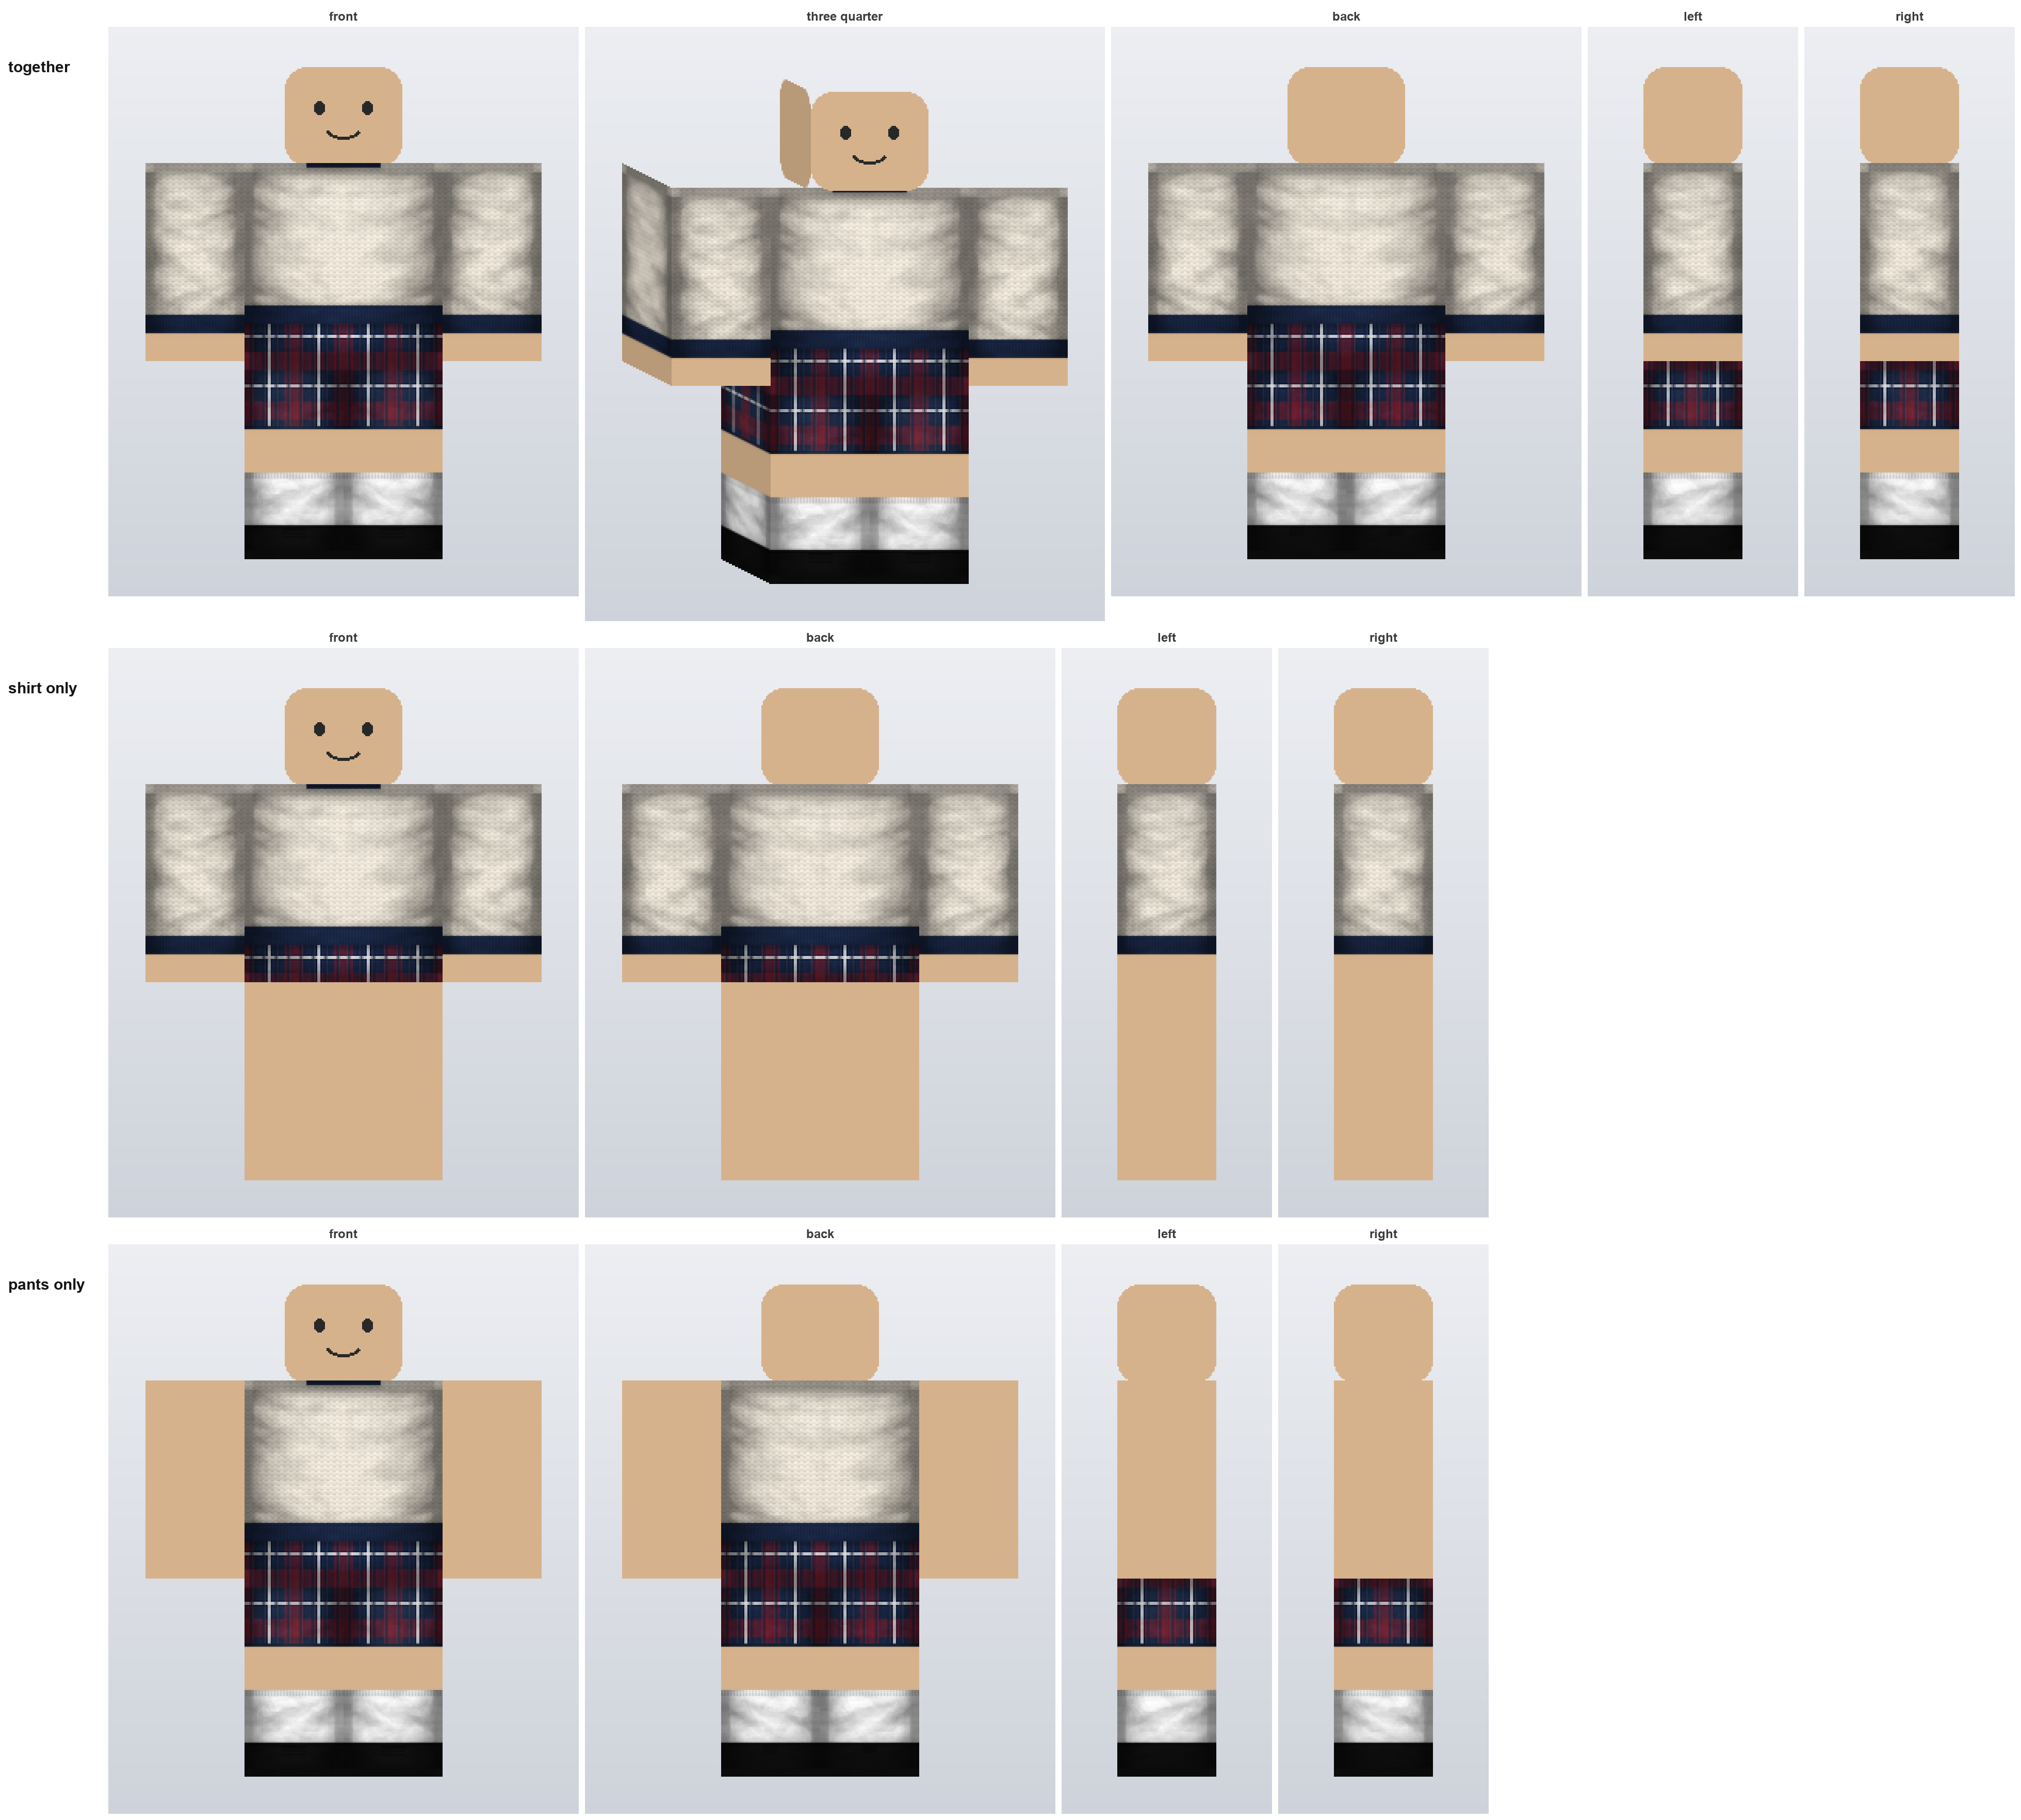 front three quarter back left right
together
front back left right
shirt only
front back left right
pants only